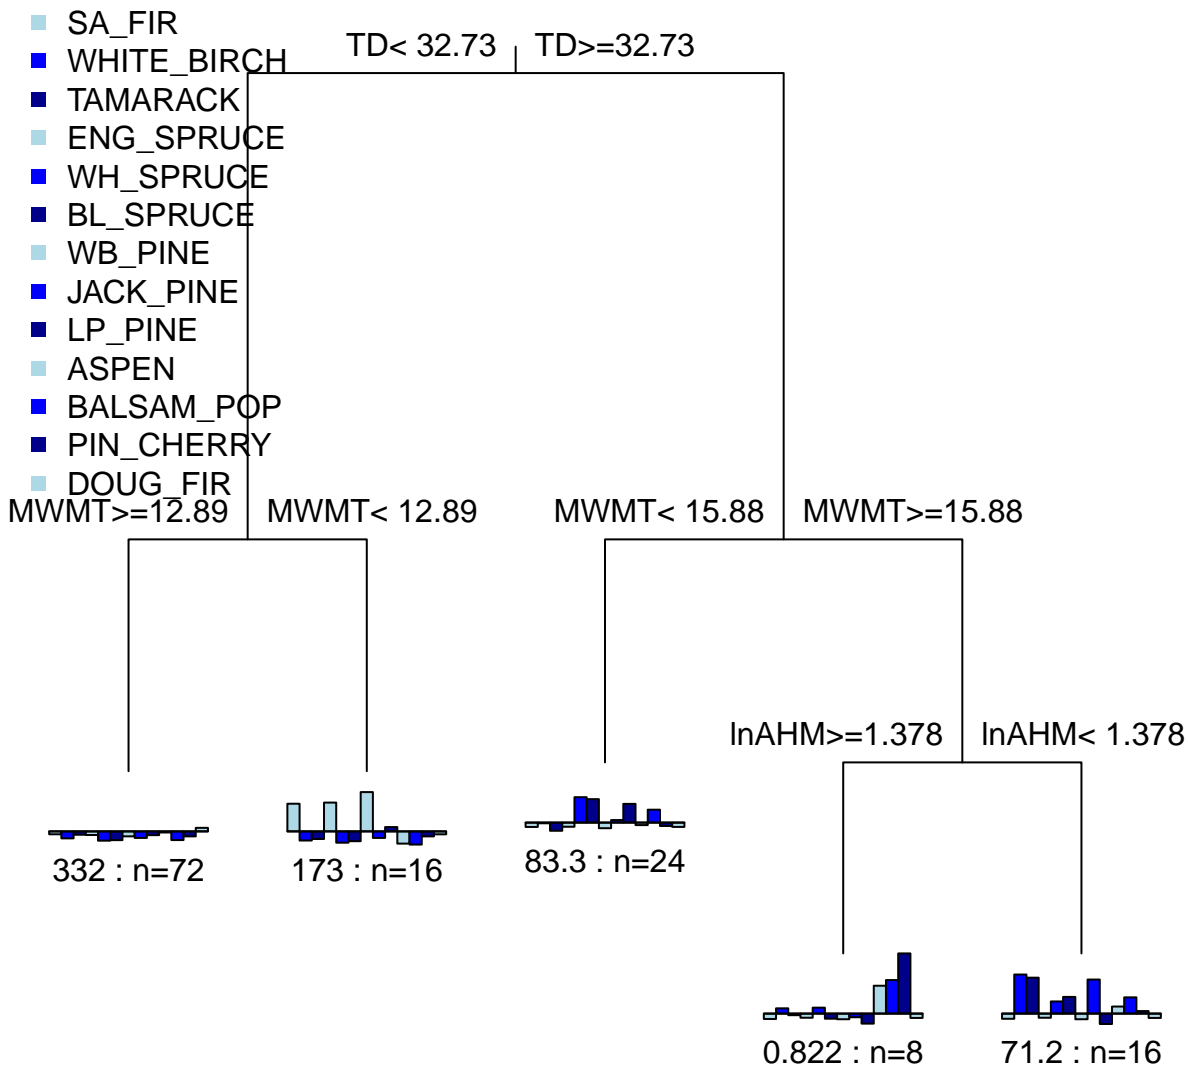 SA_FIR
WHITE_BIRCH
TAMARACK
ENG_SPRUCE
WH_SPRUCE
BL_SPRUCE
WB_PINE
JACK_PINE
LP_PINE
ASPEN
BALSAM_POP
PIN_CHERRY
DOUG_FIR
TD< 32.73 TD>=32.73
MWMT>=12.89 MWMT< 12.89 MWMT< 15.88 MWMT>=15.88
lnAHM>=1.378 lnAHM< 1.378
332 : n=72 173 : n=16 83.3 : n=24
0.822 : n=8 71.2 : n=16